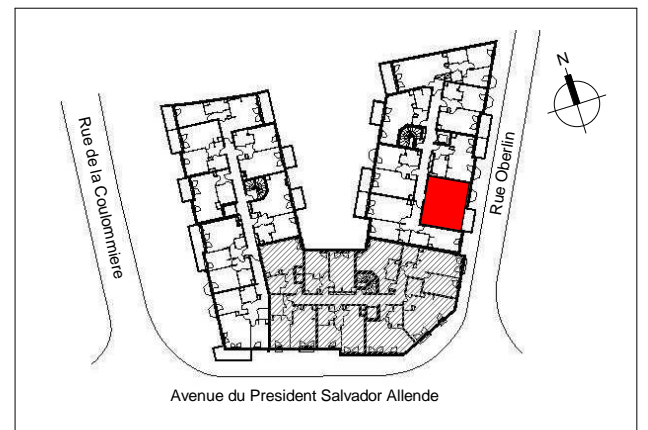 N
Rue de la Coulommiere
Rue Oberlin
Avenue du President Salvador Allende